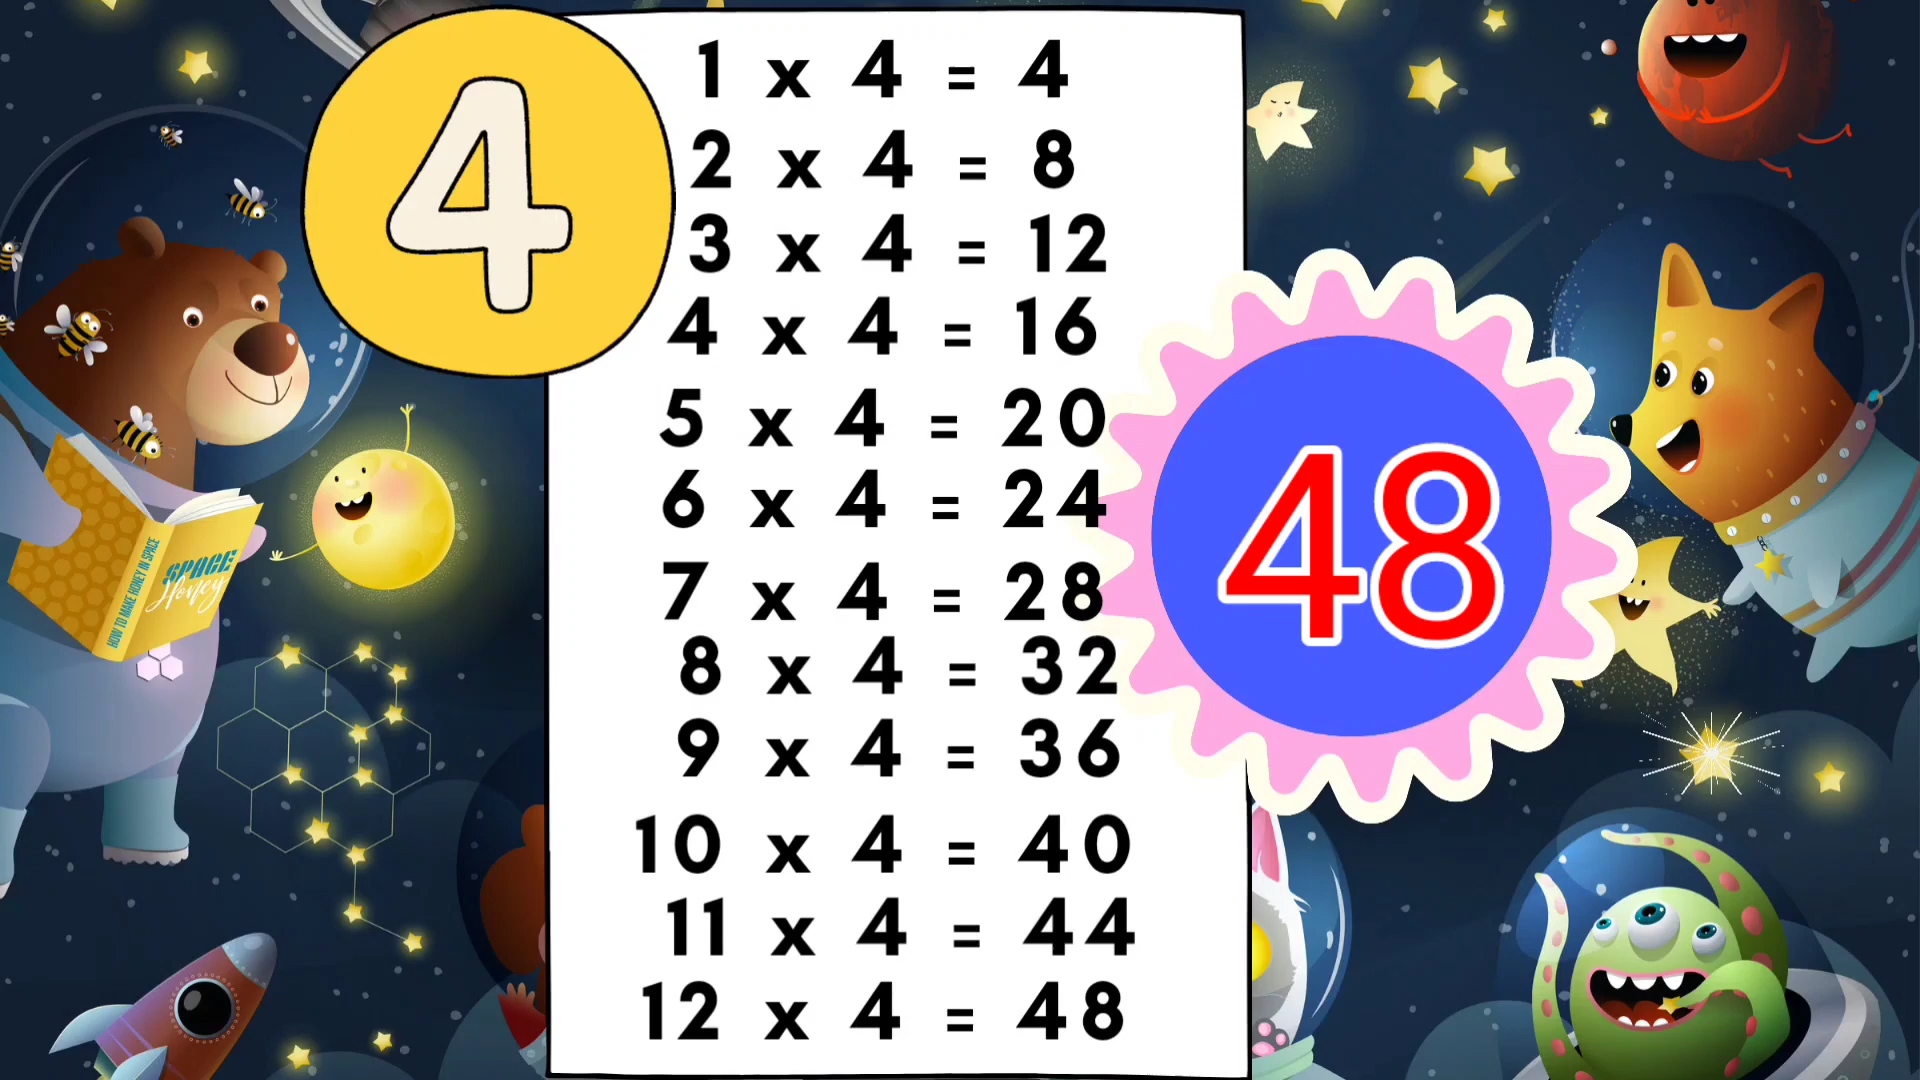 4
1 x 4 = 4
2 x 4 = 8
3 x 4 = 12
4 x 4 = 16
5 x 4 = 20
6 x 4 = 24
7 x 4 = 28
8 x 4 = 32
9 x 4 = 36
10 x 4 = 40
11 x 4 = 44
12 x 4 = 48
48
HOW TO MAKE HONEY IN SPACE
SPACE
Honey